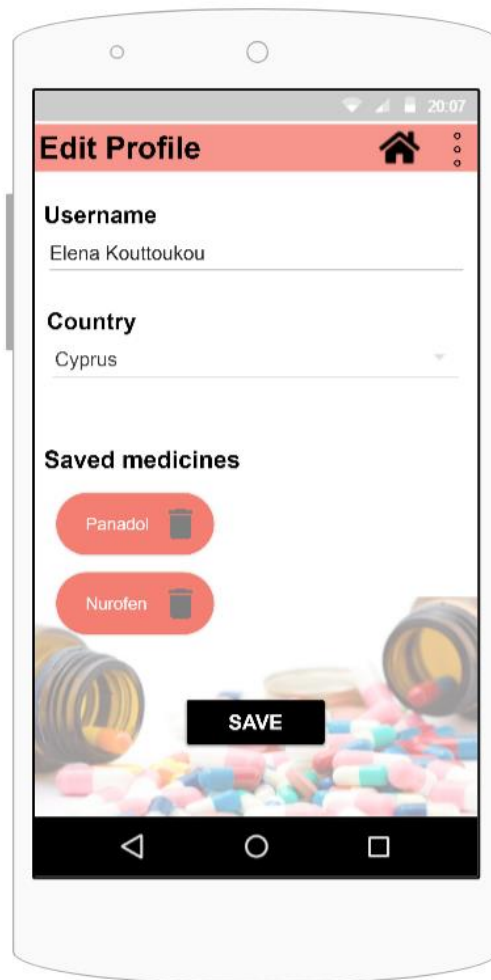 20:07
Edit Profile
Username
Elena Kouttoukou
Country
Cyprus
Saved medicines
Panadol
Nurofen
SAVE